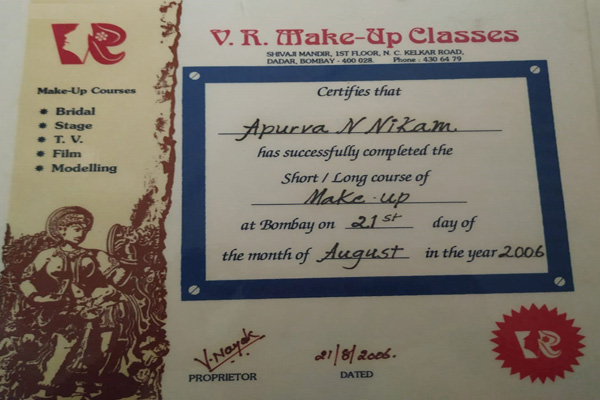 V. R. Make-Up Classes
SHIVAJI MANDIR, 1ST FLOOR, N. C. KELKAR ROAD,
DADAR, BOMBAY - 400 028. Phone : 430 64 79
Make-Up Courses
Bridal
Stage
T. V.
Film
Modelling
Certifies that
Apurva N Nikam.
has successfully completed the
Short / Long course of
Make-up
at Bombay on 21st day of
the month of August in the year 2006
V. Nayak
PROPRIETOR
21/8/2006.
DATED